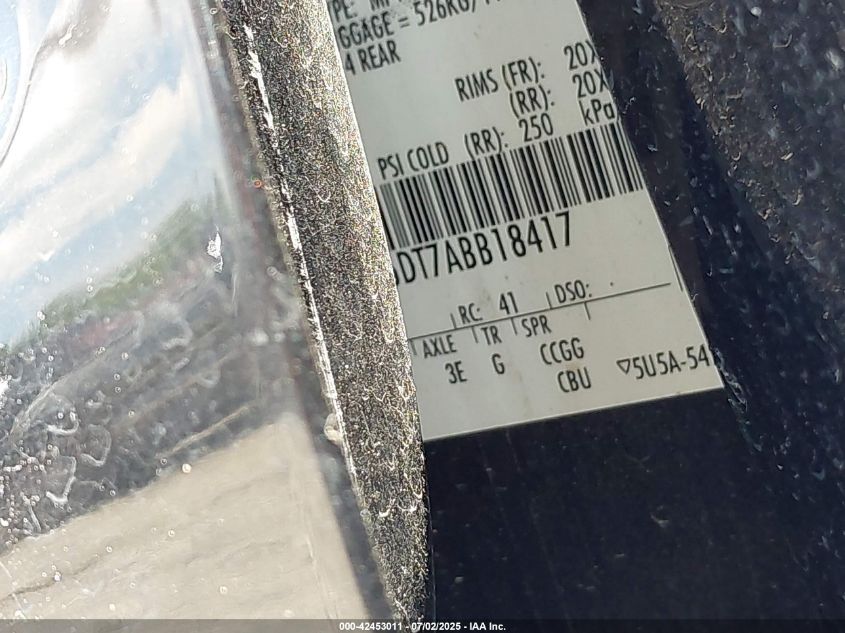 GGAGE = 526KG/
4 REAR
RIMS (FR): 20X
(RR): 20X
kPa
PSI COLD (RR): 250
DT7ABB18417
RC: 41 DSO:
AXLE TR SPR
3E G CCGG
CBU ▽5U5A-54
000-42453011 - 07/02/2025 - IAA Inc.